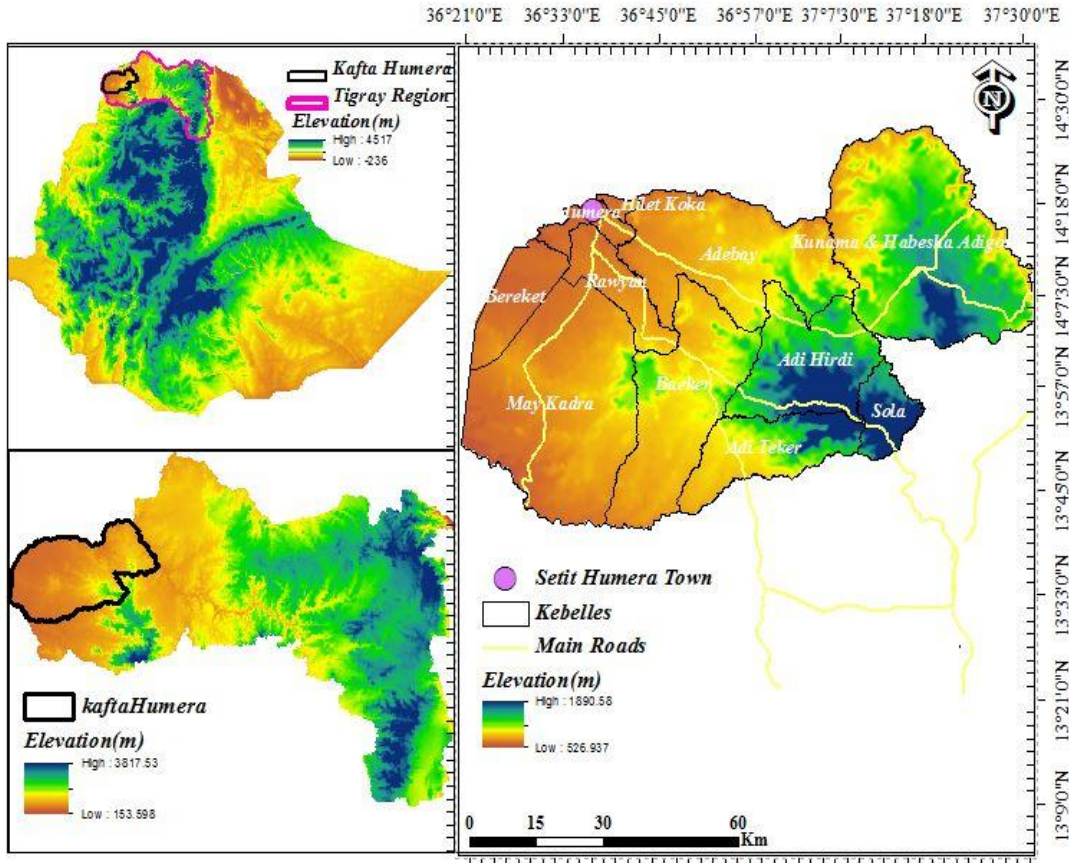 36°21'0"E 36°33'0"E 36°45'0"E 36°57'0"E 37°7'30"E 37°18'0"E 37°30'0"E
Kafta Humera
Tigray Region
Elevation(m)
High : 4517
Low : -236
kaftaHumera
Elevation(m)
High : 3817.53
Low : 153.598
N
Humera
Hilet Koka
Kunama & Habesha Adigo
Adebay
Rawyan
Bereket
Adi Hirdi
Baeker
May Kadra
Sola
Adi Teker
Setit Humera Town
Kebelles
Main Roads
Elevation(m)
High : 1890.58
Low : 526.937
0 15 30 60
Km
14°30'0"N
14°18'0"N
14°7'30"N
13°57'0"N
13°45'0"N
13°33'0"N
13°21'0"N
13°9'0"N